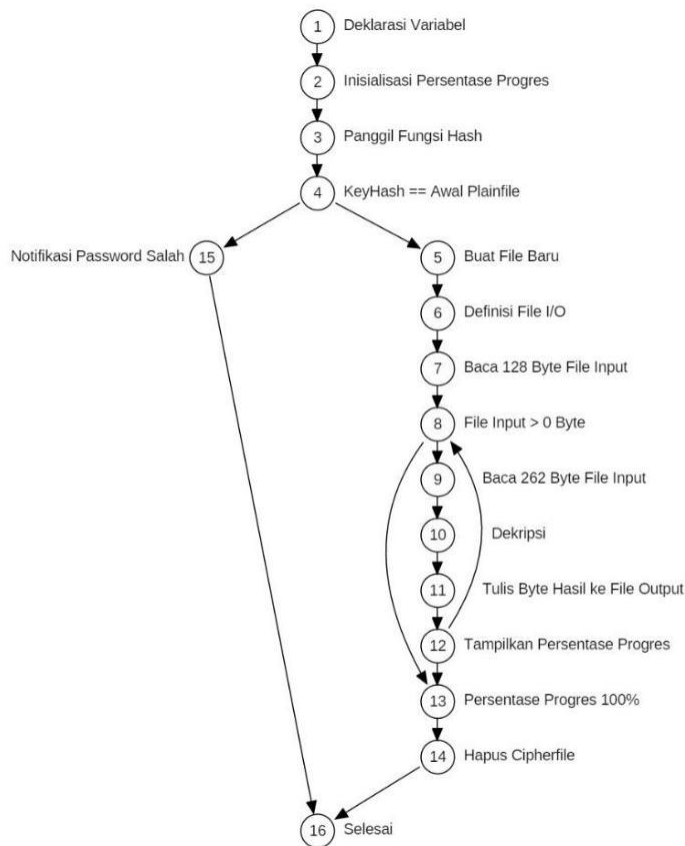 1 Deklarasi Variabel
2 Inisialisasi Persentase Progres
3 Panggil Fungsi Hash
4 KeyHash == Awal Plainfile
Notifikasi Password Salah 15
5 Buat File Baru
6 Definisi File I/O
7 Baca 128 Byte File Input
8 File Input > 0 Byte
9 Baca 262 Byte File Input
10 Dekripsi
11 Tulis Byte Hasil ke File Output
12 Tampilkan Persentase Progres
13 Persentase Progres 100%
14 Hapus Cipherfile
16 Selesai